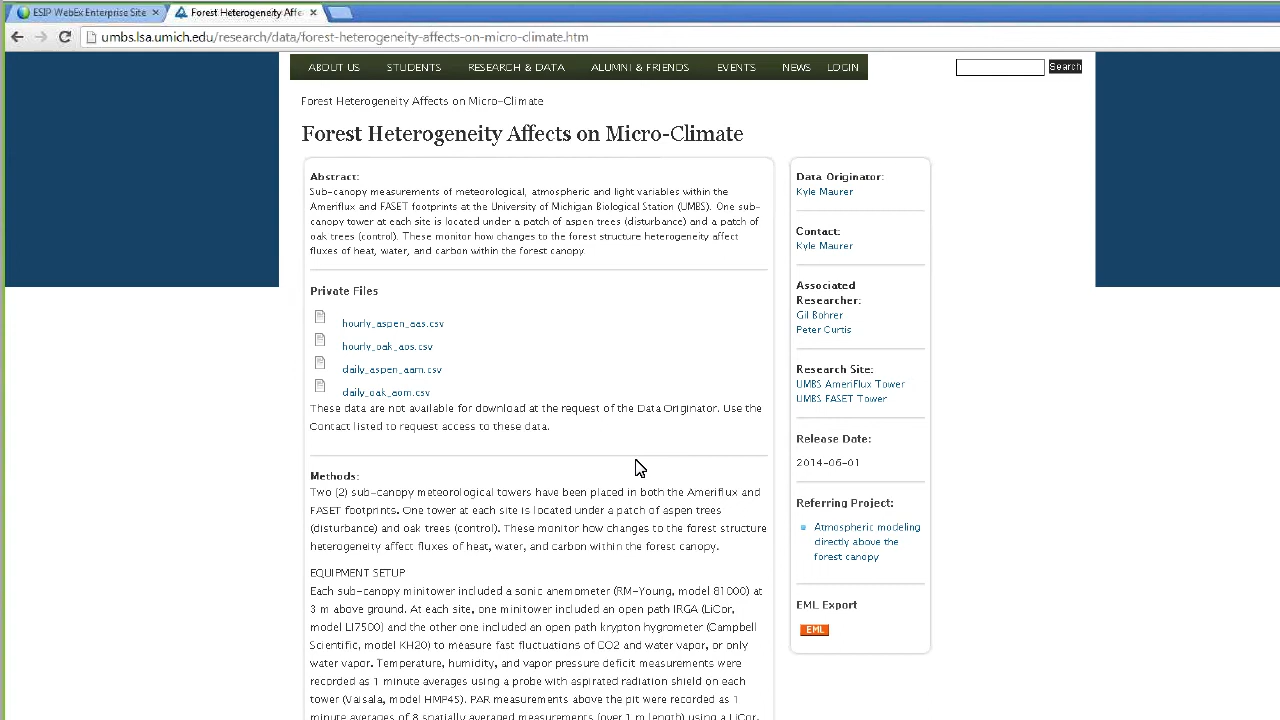 ESIP WebEx Enterprise Site
Forest Heterogeneity Affe
umbs.lsa.umich.edu/research/data/forest-heterogeneity-affects-on-micro-climate.htm
ABOUT US STUDENTS RESEARCH & DATA ALUMNI & FRIENDS EVENTS NEWS LOGIN
Search
Forest Heterogeneity Affects on Micro-Climate
Forest Heterogeneity Affects on Micro-Climate
Abstract:
Sub-canopy measurements of meteorological, atmospheric and light variables within the
Ameriflux and FASET footprints at the University of Michigan Biological Station (UMBS). One sub-
canopy tower at each site is located under a patch of aspen trees (disturbance) and a patch of
oak trees (control). These monitor how changes to the forest structure heterogeneity affect
fluxes of heat, water, and carbon within the forest canopy.
Private Files
hourly_aspen_aas.csv
hourly_oak_aos.csv
daily_aspen_aam.csv
daily_oak_aom.csv
These data are not available for download at the request of the Data Originator. Use the
Contact listed to request access to these data.
Methods:
Two (2) sub-canopy meteorological towers have been placed in both the Ameriflux and
FASET footprints. One tower at each site is located under a patch of aspen trees
(disturbance) and oak trees (control). These monitor how changes to the forest structure
heterogeneity affect fluxes of heat, water, and carbon within the forest canopy.
EQUIPMENT SETUP
Each sub-canopy minitower included a sonic anemometer (RM-Young, model 81000) at
3 m above ground. At each site, one minitower included an open path IRGA (LiCor,
model LI7500) and the other one included an open path krypton hygrometer (Campbell
Scientific, model KH20) to measure fast fluctuations of CO2 and water vapor, or only
water vapor. Temperature, humidity, and vapor pressure deficit measurements were
recorded as 1 minute averages using a probe with aspirated radiation shield on each
tower (Vaisala, model HMP45). PAR measurements above the pit were recorded as 1
minute averages of 8 spatially averaged measurements (over 1 m length) using a LiCor,
Data Originator:
Kyle Maurer
Contact:
Kyle Maurer
Associated
Researcher:
Gil Bohrer
Peter Curtis
Research Site:
UMBS AmeriFlux Tower
UMBS FASET Tower
Release Date:
2014-06-01
Referring Project:
Atmospheric modeling
directly above the
forest canopy
EML Export
EML